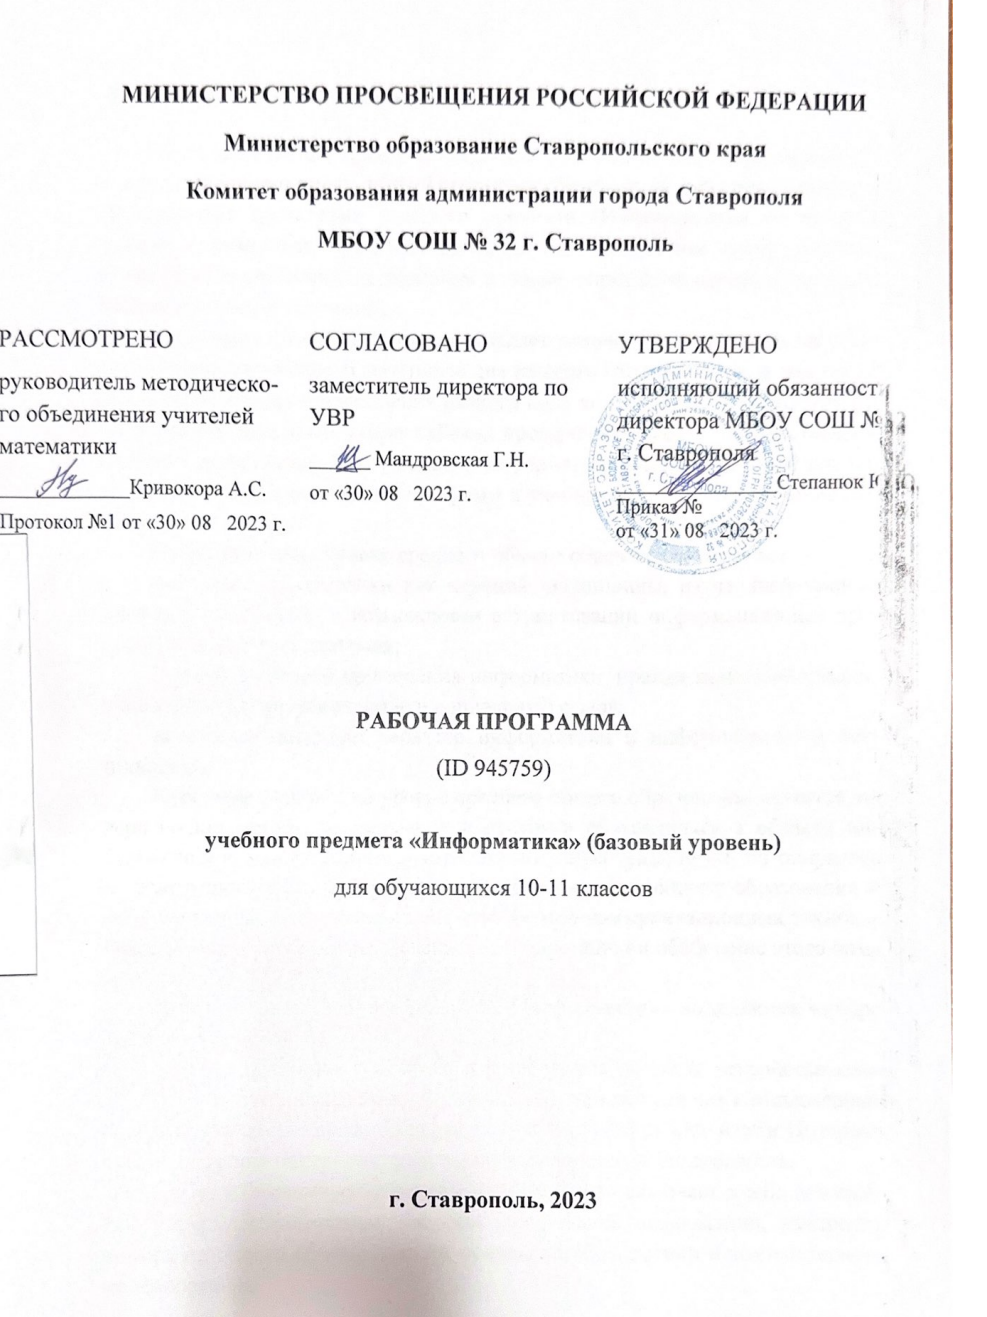 МИНИСТЕРСТВО ПРОСВЕЩЕНИЯ РОССИЙСКОЙ ФЕДЕРАЦИИ
Министерство образование Ставропольского края
Комитет образования администрации города Ставрополя
МБОУ СОШ № 32 г. Ставрополь
РАССМОТРЕНО
руководитель методическо-
го объединения учителей
математики
Кривокора А.С.
Протокол №1 от «30» 08 2023 г.
СОГЛАСОВАНО
заместитель директора по
УВР
Мандровская Г.Н.
от «30» 08 2023 г.
УТВЕРЖДЕНО
исполняющий обязанност
директора МБОУ СОШ №
г. Ставрополя
Степанюк
Приказ №
от «31» 08 2023 г.
РАБОЧАЯ ПРОГРАММА
(ID 945759)
учебного предмета «Информатика» (базовый уровень)
для обучающихся 10-11 классов
г. Ставрополь, 2023